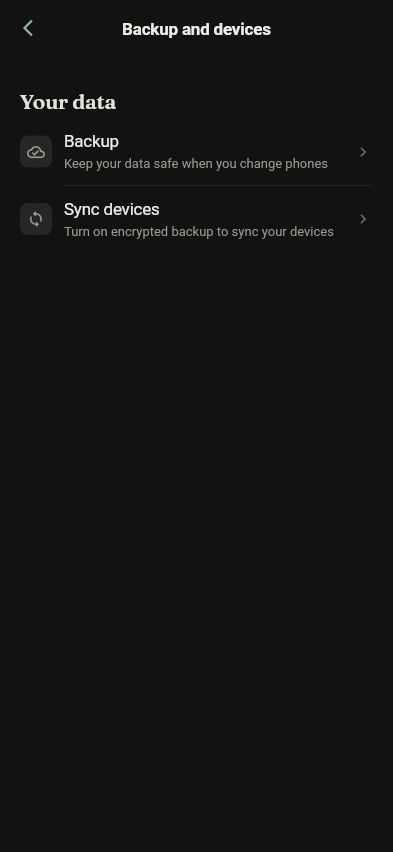 Backup and devices
Your data
Backup
Keep your data safe when you change phones
Sync devices
Turn on encrypted backup to sync your devices